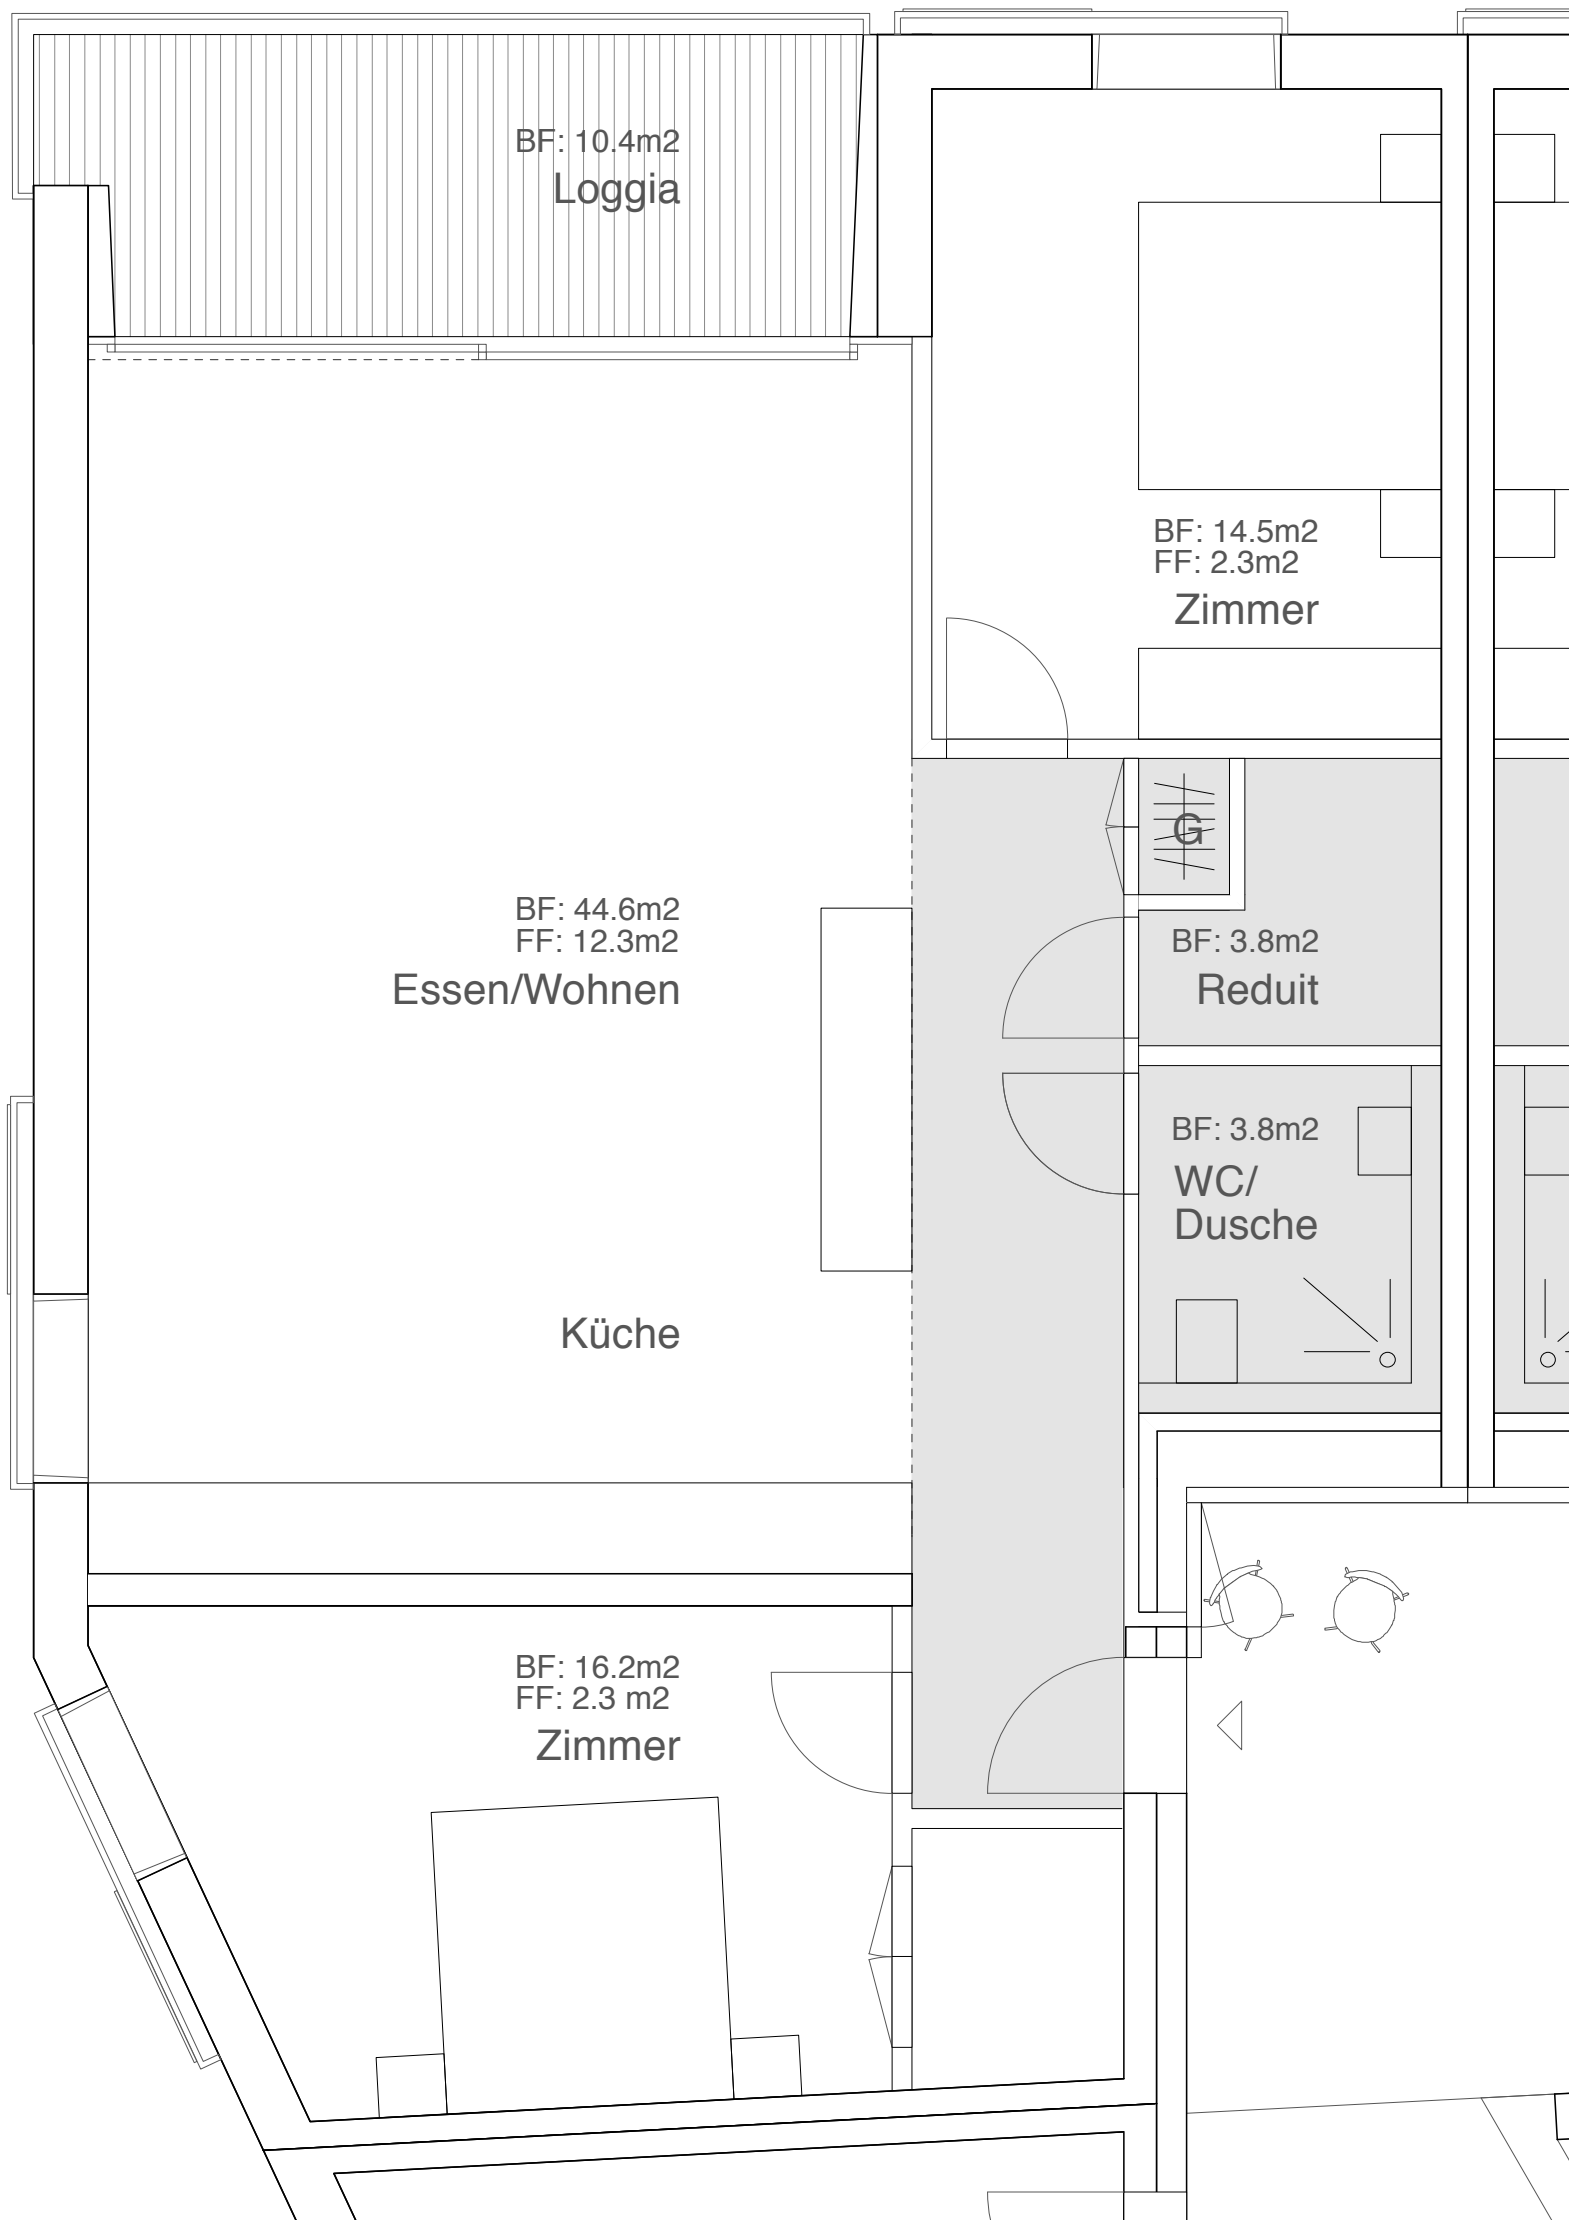 BF: 10.4m2
Loggia
BF: 14.5m2
FF: 2.3m2
Zimmer
G
BF: 44.6m2
FF: 12.3m2
Essen/Wohnen
BF: 3.8m2
Reduit
BF: 3.8m2
WC/
Dusche
Küche
BF: 16.2m2
FF: 2.3 m2
Zimmer